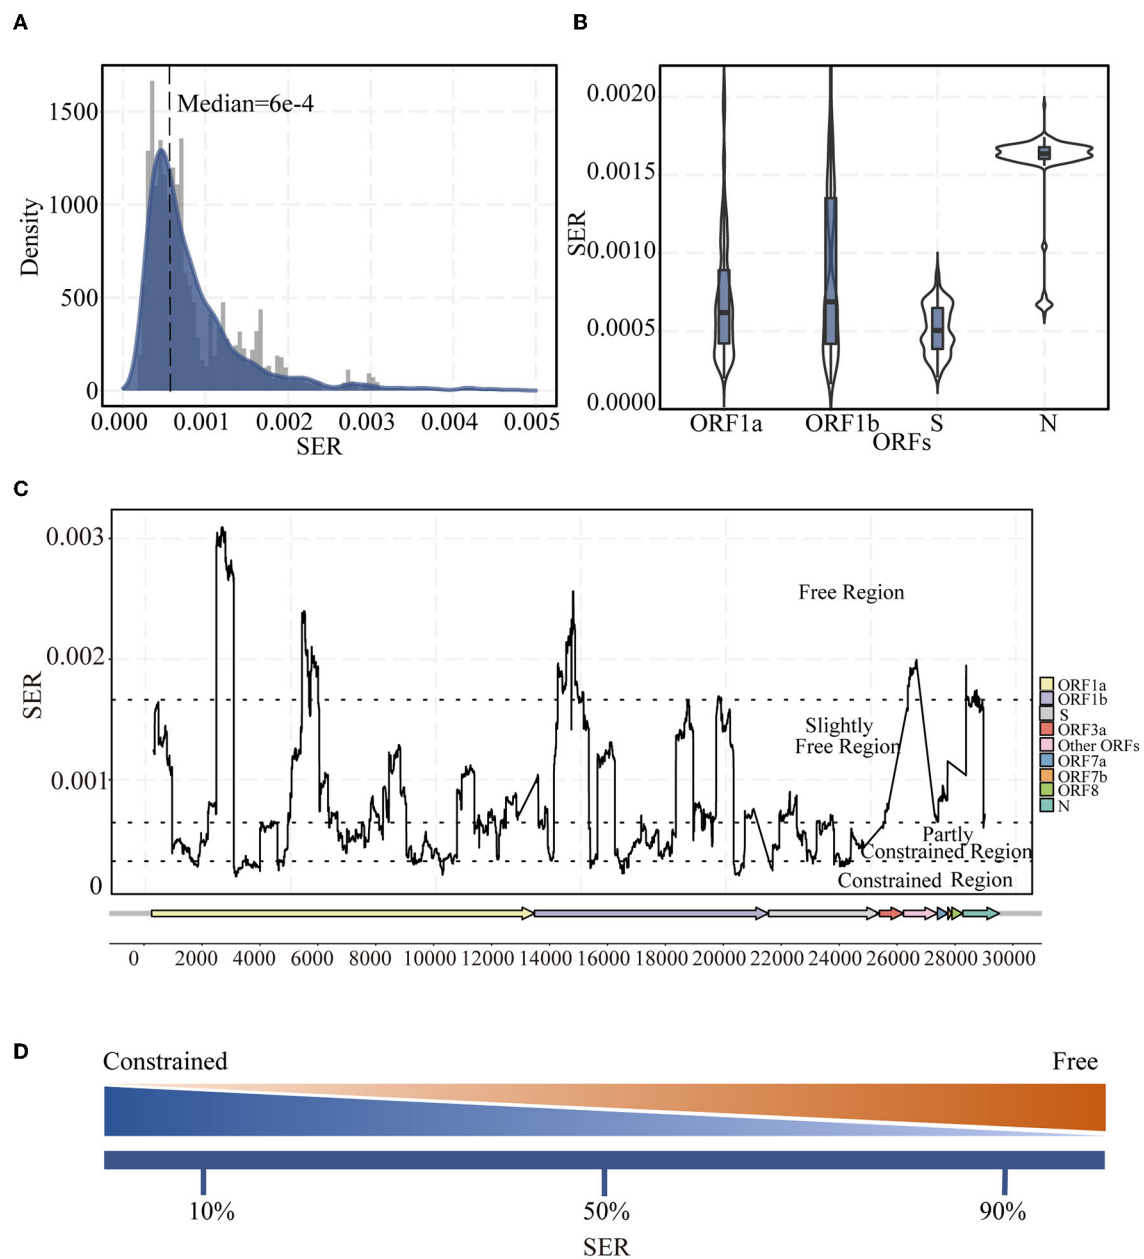 A
Median=6e-4
1500
1000
500
0
Density
0.000 0.001 0.002 0.003 0.004 0.005
SER
B
0.0020
0.0015
0.0010
0.0005
0.0000
SER
ORF1a ORF1b S N
ORFs
C
0.003
0.002
0.001
0
SER
Free Region
Slightly
Free Region
Partly
Constrained Region
Constrained Region
ORF1a
ORF1b
S
ORF3a
Other ORFs
ORF7a
ORF7b
ORF8
N
0 2000 4000 6000 8000 10000 12000 14000 16000 18000 20000 22000 24000 26000 28000 30000
D
Constrained Free
10% 50% 90%
SER